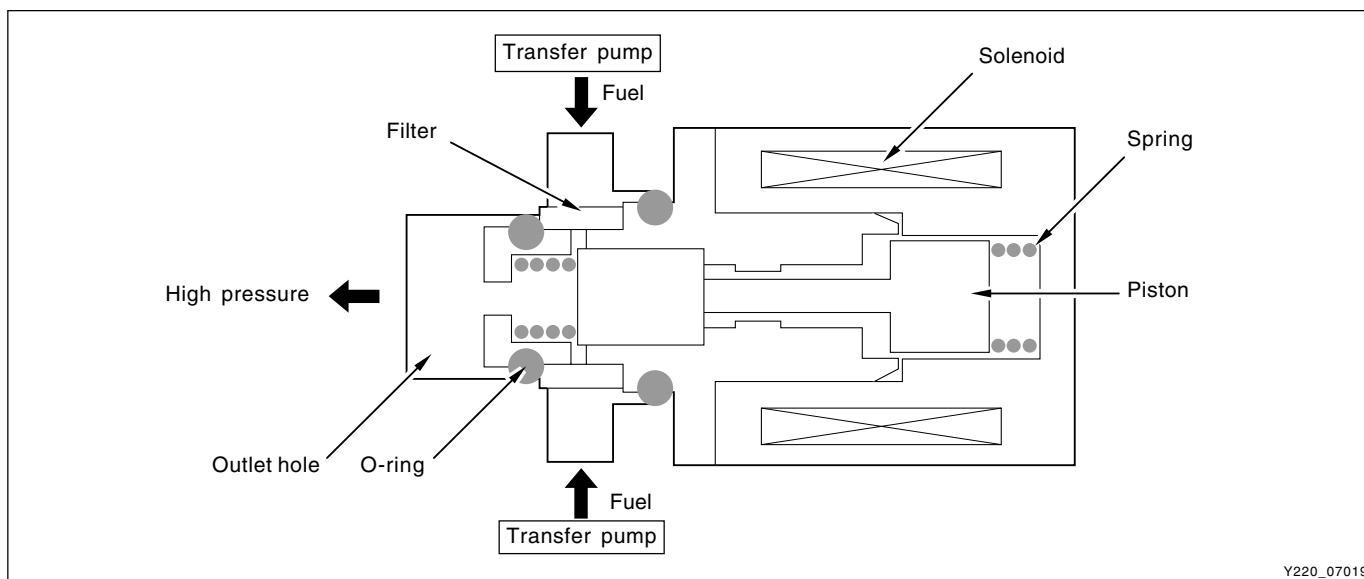 Transfer pump
Fuel
Solenoid
Filter
Spring
High pressure
Piston
Outlet hole
O-ring
Fuel
Transfer pump
Y220_07019